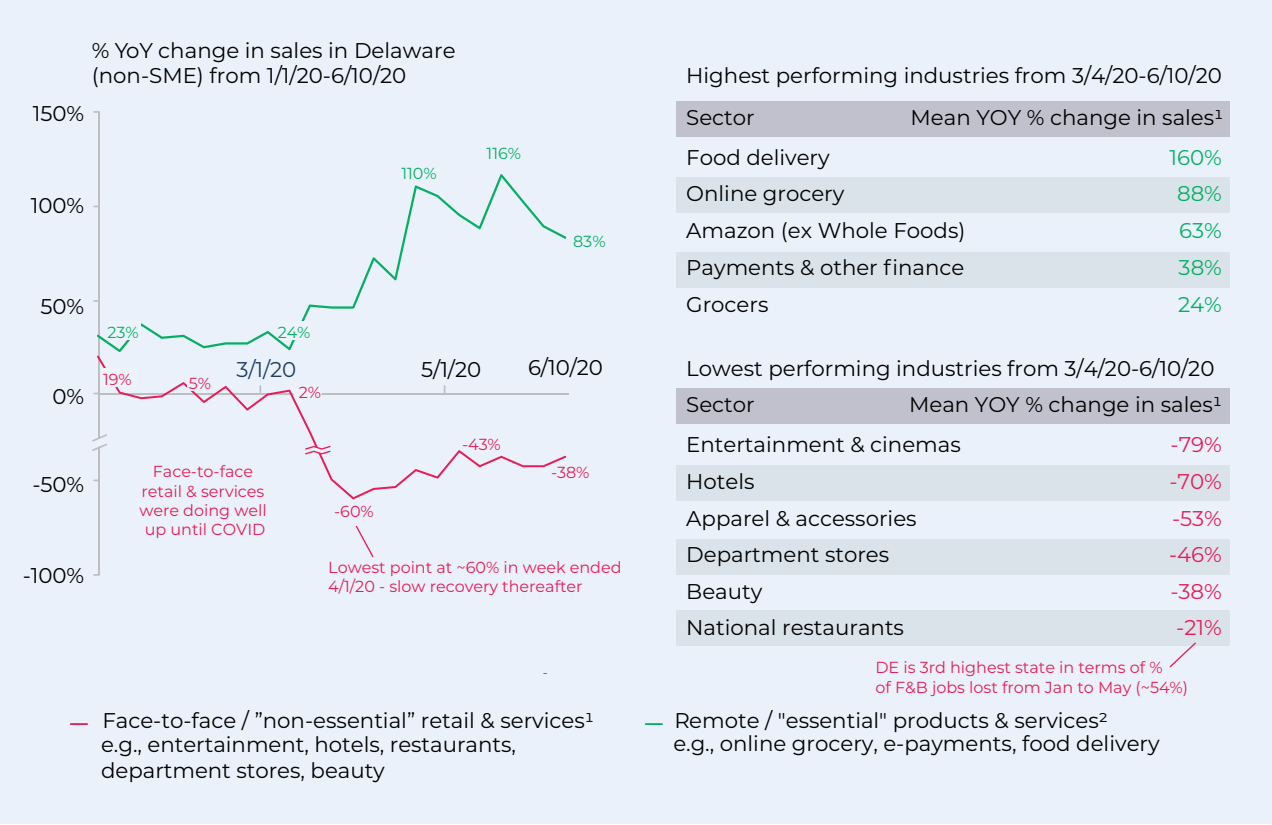 % YoY change in sales in Delaware
(non-SME) from 1/1/20-6/10/20
150%
100%
50%
0%
-50%
-100%
116%
110%
83%
23%
24%
3/1/20
5/1/20
6/10/20
19%
5%
2%
-43%
-38%
-60%
Face-to-face
retail & services
were doing well
up until COVID
Lowest point at ~60% in week ended
4/1/20 - slow recovery thereafter
Highest performing industries from 3/4/20-6/10/20
Sector Mean YOY % change in sales¹
Food delivery 160%
Online grocery 88%
Amazon (ex Whole Foods) 63%
Payments & other finance 38%
Grocers 24%
Lowest performing industries from 3/4/20-6/10/20
Sector Mean YOY % change in sales¹
Entertainment & cinemas -79%
Hotels -70%
Apparel & accessories -53%
Department stores -46%
Beauty -38%
National restaurants -21%
DE is 3rd highest state in terms of %
of F&B jobs lost from Jan to May (~54%)
-
Face-to-face / ”non-essential” retail & services¹
e.g., entertainment, hotels, restaurants,
department stores, beauty
Remote / "essential" products & services²
e.g., online grocery, e-payments, food delivery